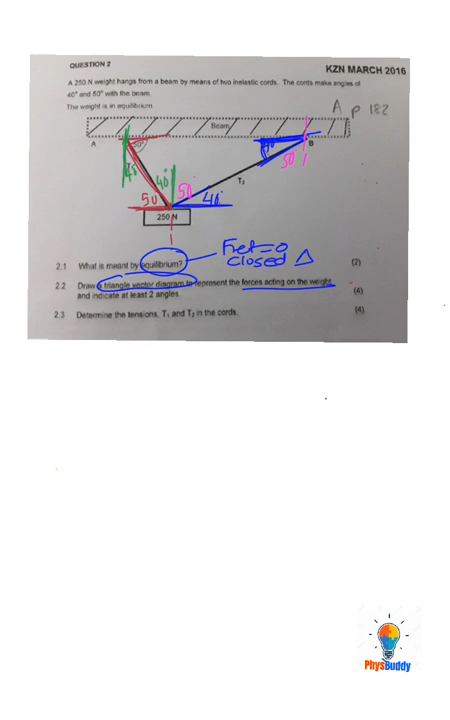 QUESTION 2
KZN MARCH 2016
A 250 N weight hangs from a beam by means of two inelastic cords. The cords make angles of
40° and 50° with the beam.
The weight is in equilibrium.
A p 182
Beam
A
50°
40
B
40°
50
T₂
50
50
40°
250 N
Fnet = 0
closed △
2.1 What is meant by equilibrium? (2)
2.2 Draw a triangle vector diagram to represent the forces acting on the weight
and indicate at least 2 angles. (4)
2.3 Determine the tensions, T₁ and T₂ in the cords. (4)
PhysBuddy